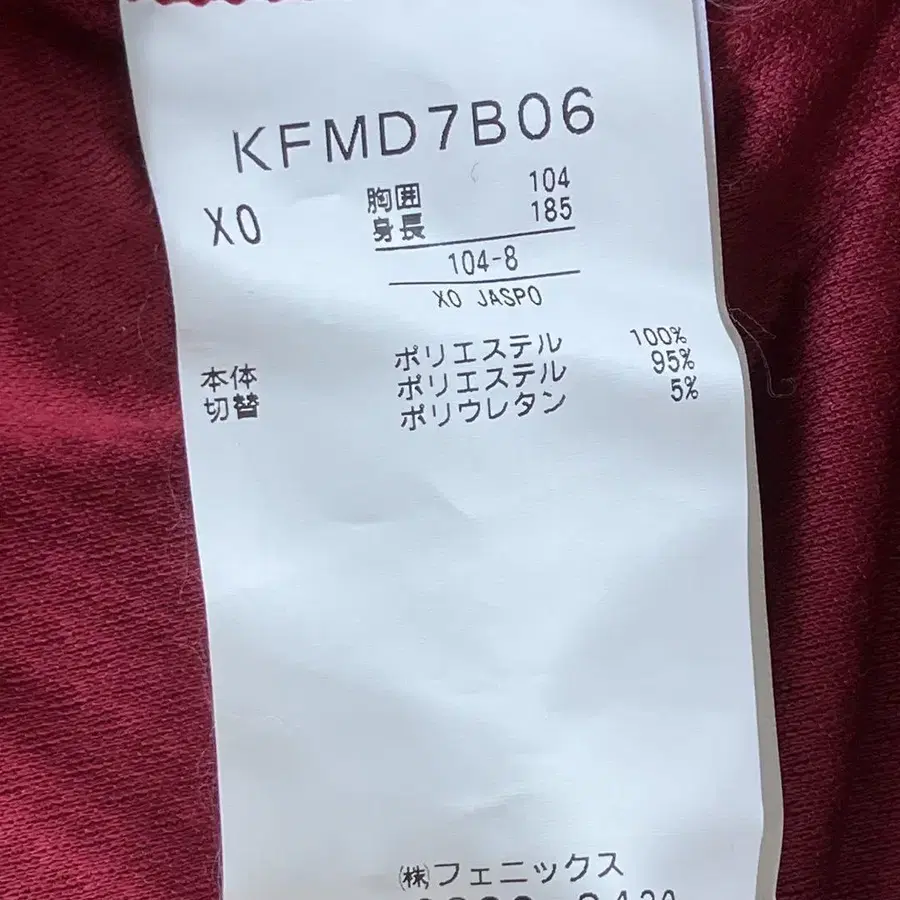 KFMD7B06
XO 胸囲 104
身長 185
104-8
XO JASPO
本体 ポリエステル 100%
切替 ポリエステル 95%
ポリウレタン 5%
㈱フェニックス